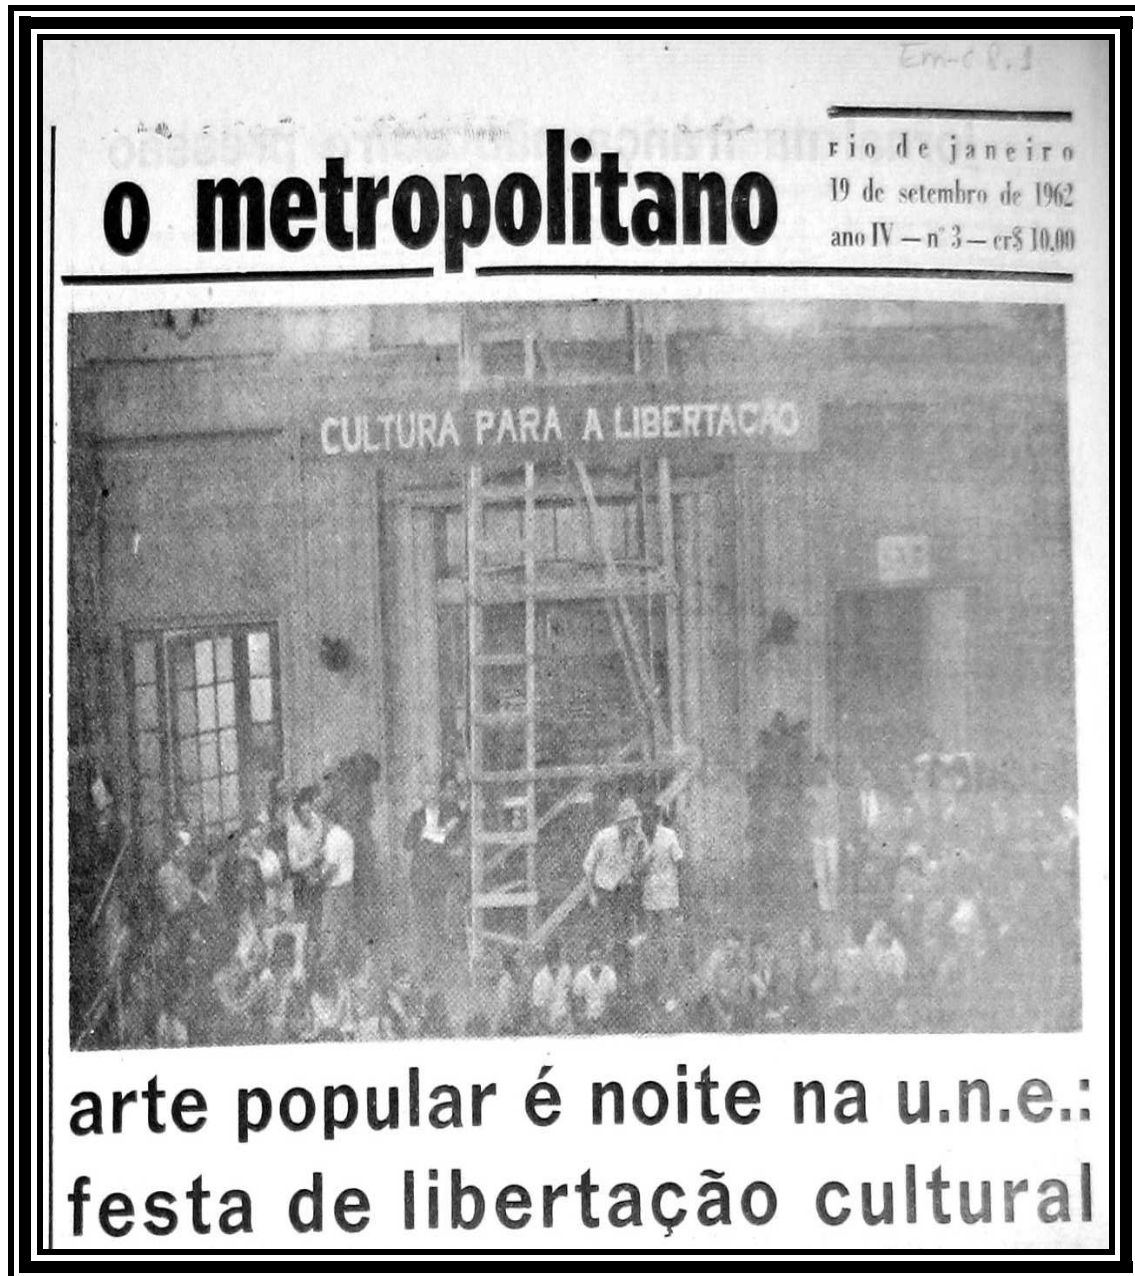 o metropolitano
rio de janeiro
19 de setembro de 1962
ano IV — nº 3 — cr$ 10,00
CULTURA PARA A LIBERTAÇÃO
arte popular é noite na u.n.e.:
festa de libertação cultural